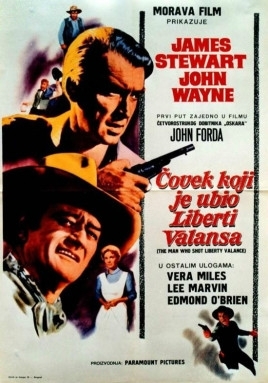 MORAVA FILM
PRIKAZUJE
JAMES
STEWART
JOHN
WAYNE
PRVI PUT ZAJEDNO U FILMU
ČETVOROSTRUKOG DOBITNIKA „OSKARA”
JOHN FORDA
Čovek koji
je ubio
Liberti
Valansa
(THE MAN WHO SHOT LIBERTY VALANCE)
U OSTALIM ULOGAMA:
VERA MILES
LEE MARVIN
EDMOND O'BRIEN
PROIZVODNJA: PARAMOUNT PICTURES